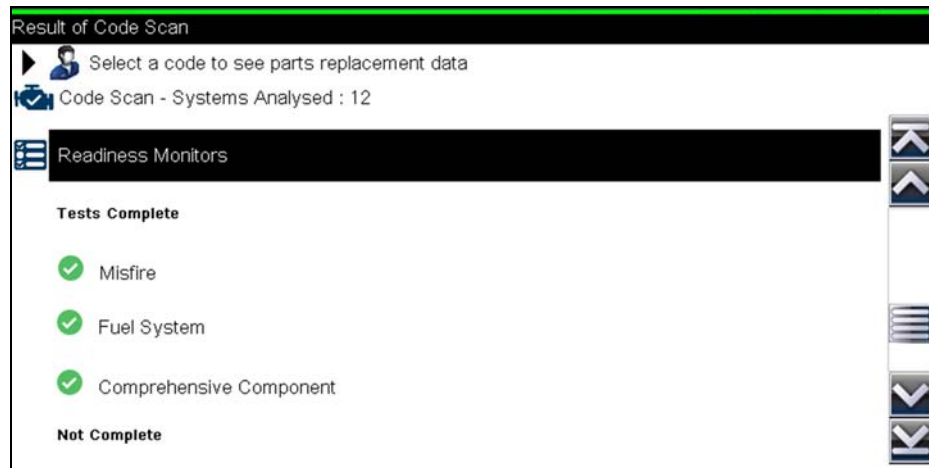 Result of Code Scan
Select a code to see parts replacement data
Code Scan - Systems Analysed : 12
Readiness Monitors
Tests Complete
Misfire
Fuel System
Comprehensive Component
Not Complete